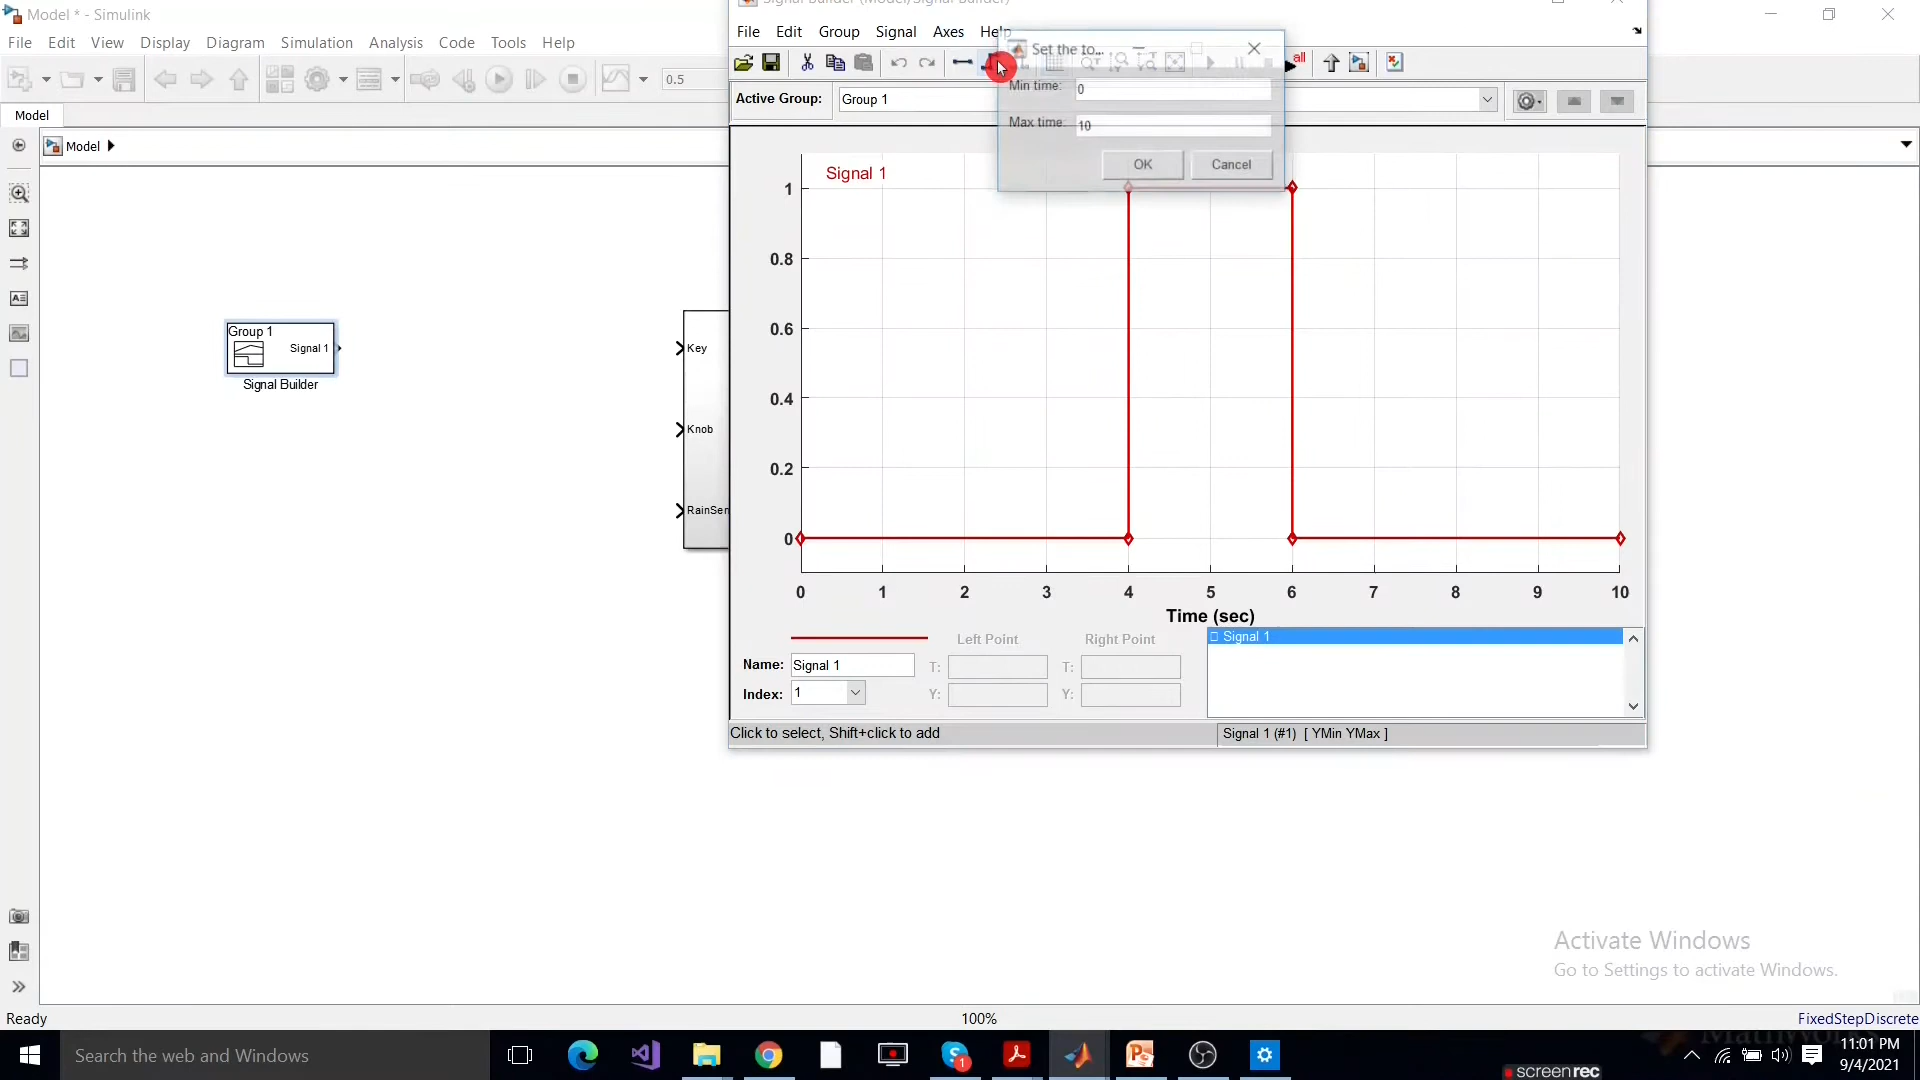 Model * - Simulink
File Edit View Display Diagram Simulation Analysis Code Tools Help
0.5
Model
Model
Group 1
Signal 1
Signal Builder
Key
Knob
RainSen
File Edit Group Signal Axes Help
all
Active Group: Group 1
Set the to...
Min time: 0
Max time: 10
OK Cancel
Signal 1
1
0.8
0.6
0.4
0.2
0
0 1 2 3 4 5 6 7 8 9 10
Time (sec)
Left Point Right Point
Name: Signal 1 T: T:
Index: 1 Y: Y:
Signal 1
Click to select, Shift+click to add
Signal 1 (#1) [ YMin YMax ]
Activate Windows
Go to Settings to activate Windows.
Ready 100% FixedStepDiscrete
Search the web and Windows
1
11:01 PM
9/4/2021
screenrec